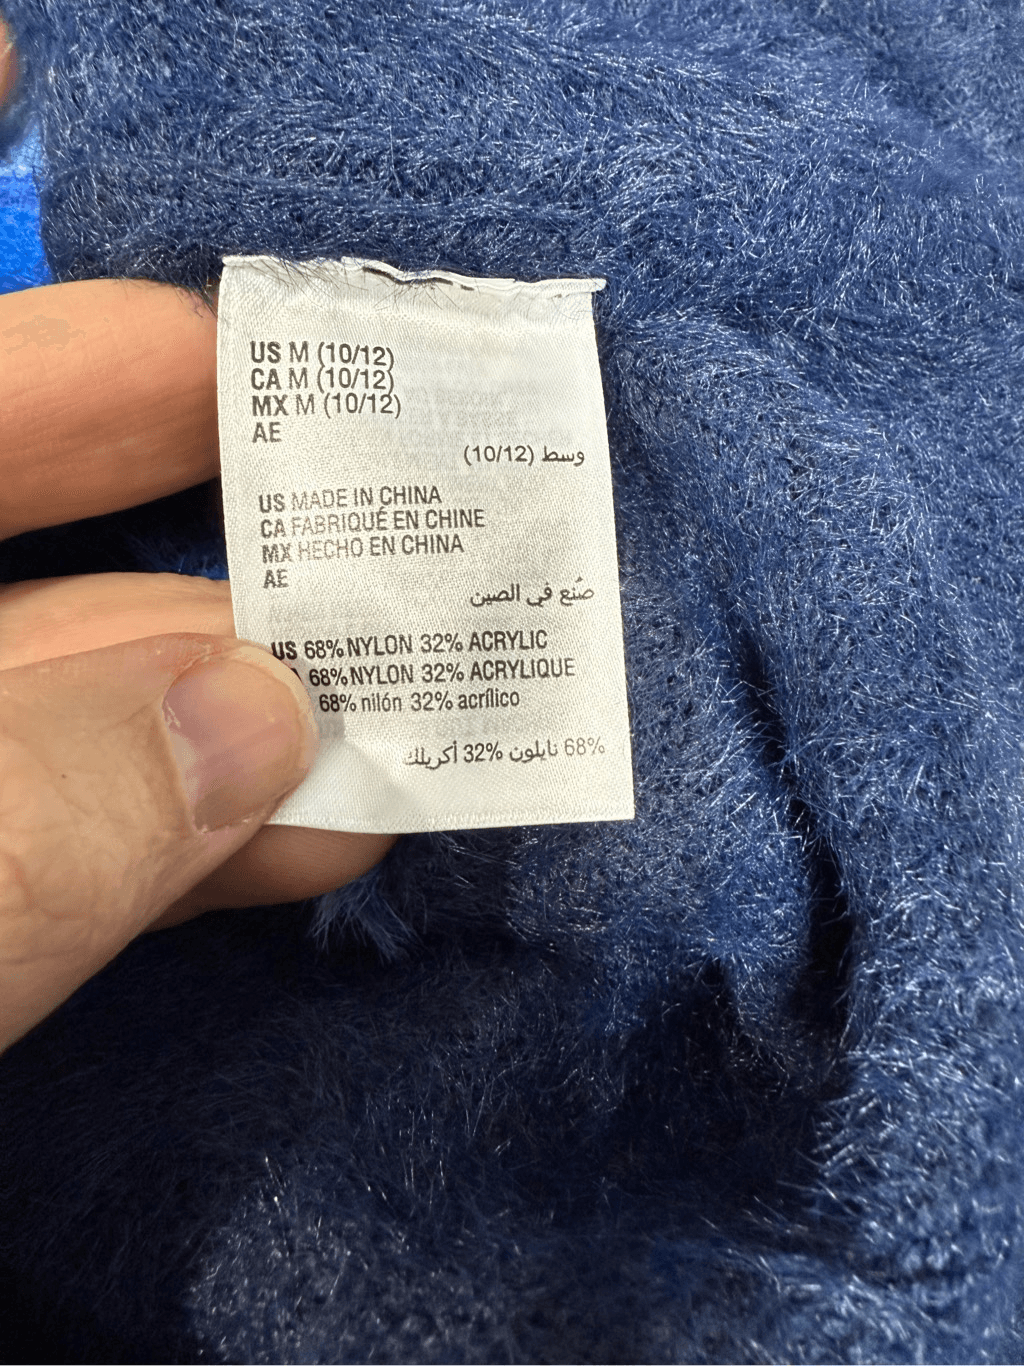 US M (10/12)
CA M (10/12)
MX M (10/12)
AE
وسط (10/12)
US MADE IN CHINA
CA FABRIQUÉ EN CHINE
MX HECHO EN CHINA
AE
صُنع في الصين
US 68% NYLON 32% ACRYLIC
68% NYLON 32% ACRYLIQUE
68% nilón 32% acrílico
68% نايلون 32% أكريلك